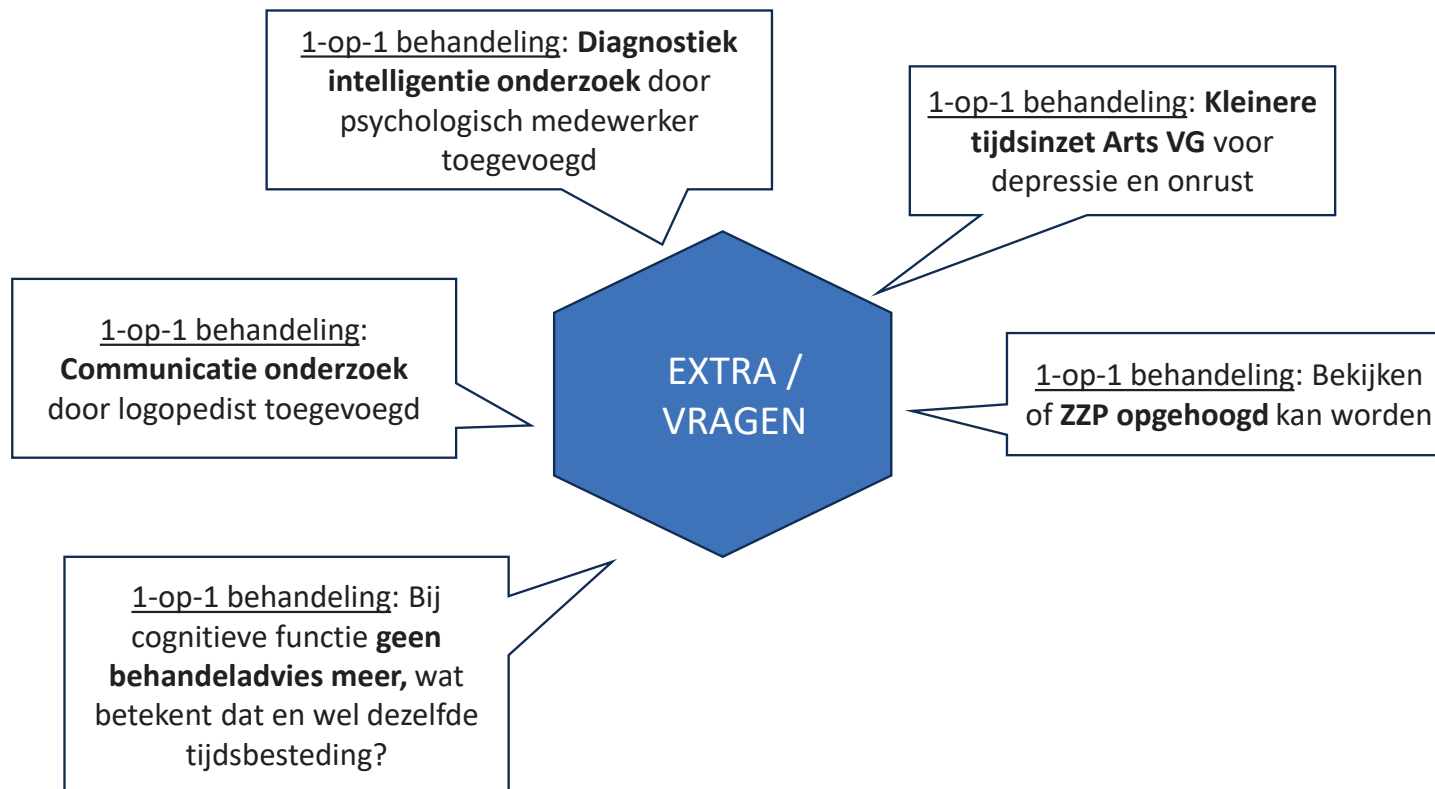 1-op-1 behandeling: Diagnostiek
intelligentie onderzoek door
psychologisch medewerker
toegevoegd
1-op-1 behandeling: Kleinere
tijdsinzet Arts VG voor
depressie en onrust
1-op-1 behandeling:
Communicatie onderzoek
door logopedist toegevoegd
EXTRA /
VRAGEN
1-op-1 behandeling: Bekijken
of ZZP opgehoogd kan worden
1-op-1 behandeling: Bij
cognitieve functie geen
behandeladvies meer, wat
betekent dat en wel dezelfde
tijdsbesteding?